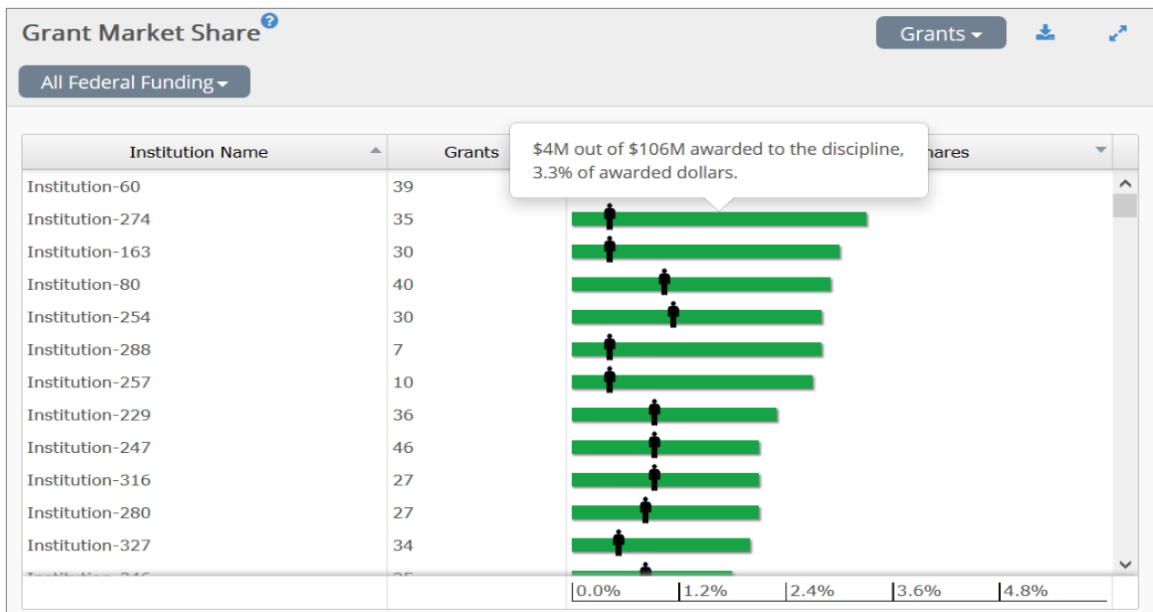 Grant Market Share ?
Grants
All Federal Funding
Institution Name Grants hares
$4M out of $106M awarded to the discipline,
3.3% of awarded dollars.
Institution-60 39
Institution-274 35
Institution-163 30
Institution-80 40
Institution-254 30
Institution-288 7
Institution-257 10
Institution-229 36
Institution-247 46
Institution-316 27
Institution-280 27
Institution-327 34
0.0% 1.2% 2.4% 3.6% 4.8%